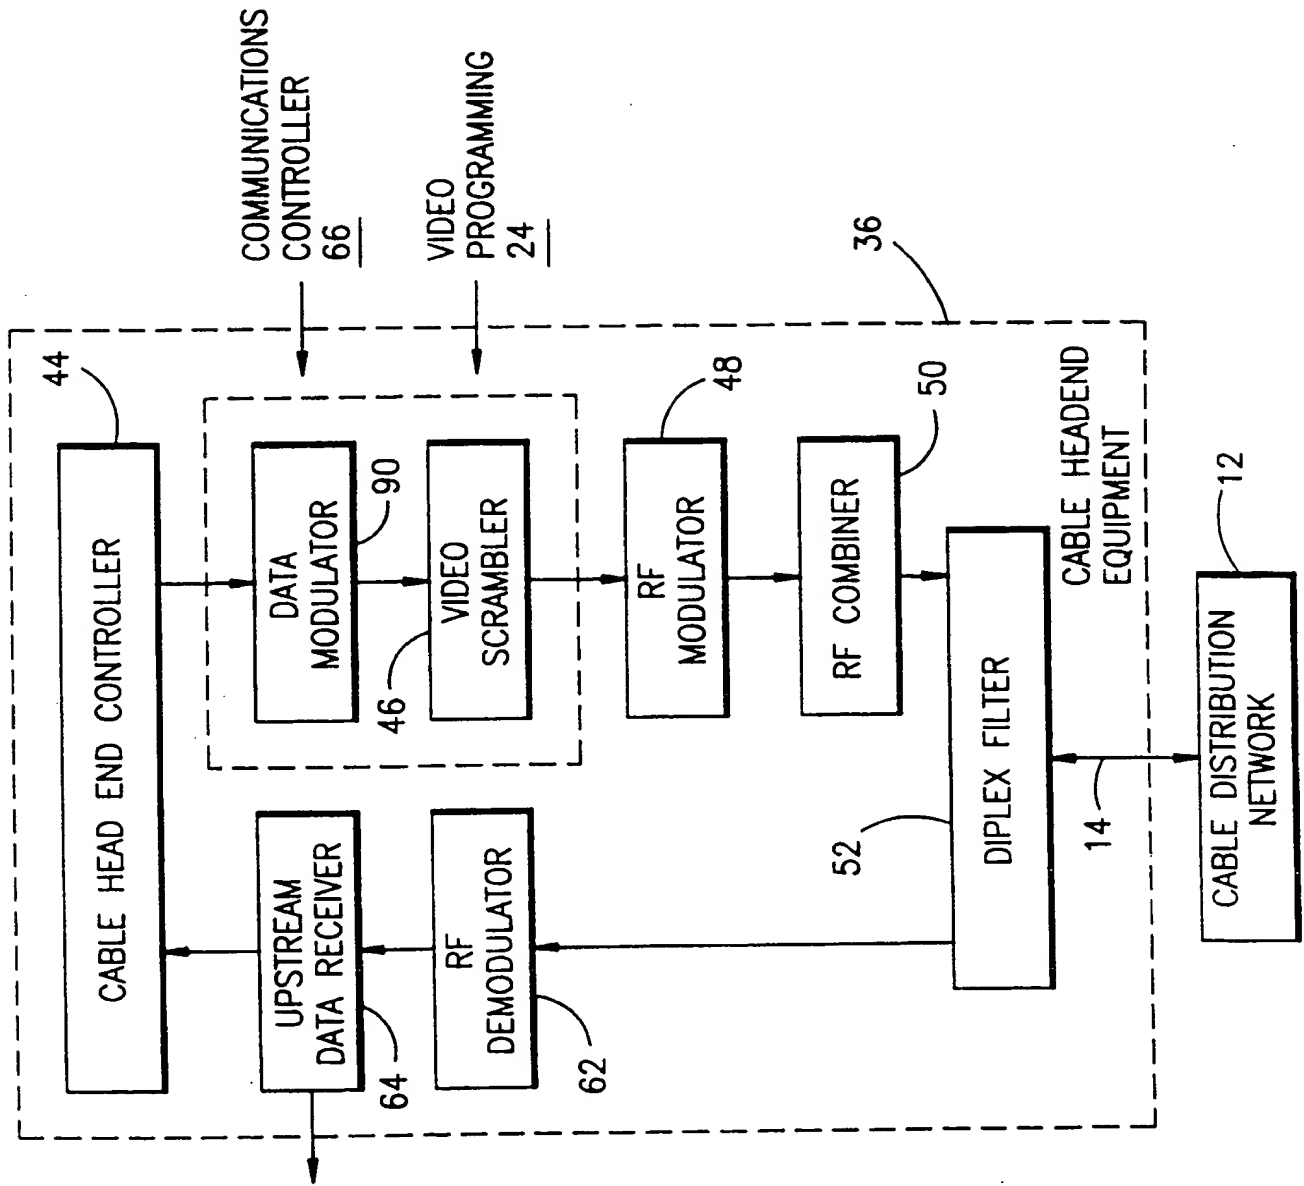 COMMUNICATIONS
CONTROLLER
66
VIDEO
PROGRAMMING
24
36
44
CABLE HEAD END CONTROLLER
DATA
MODULATOR
90
VIDEO
SCRAMBLER
46
RF
MODULATOR
48
RF COMBINER
50
UPSTREAM
DATA RECEIVER
64
RF
DEMODULATOR
62
DIPLEX FILTER
52
CABLE HEADEND
EQUIPMENT
14
CABLE DISTRIBUTION
NETWORK
12